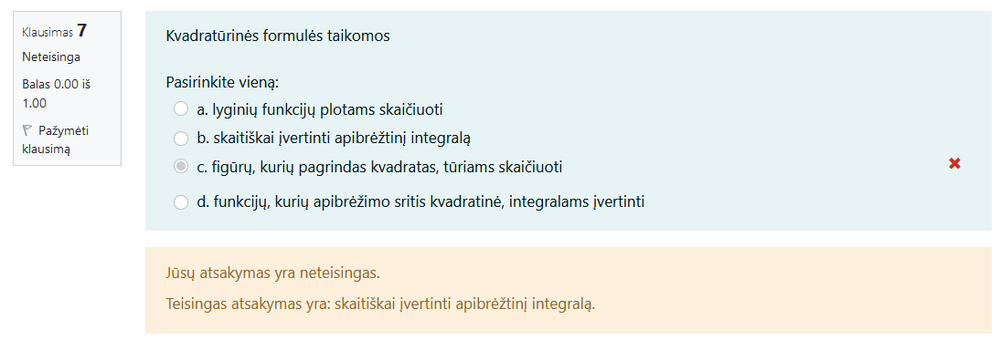 Klausimas 7
Neteisinga
Balas 0.00 iš
1.00
Pažymėti
klausimą
Kvadratūrinės formulės taikomos
Pasirinkite vieną:
a. lyginių funkcijų plotams skaičiuoti
b. skaitiškai įvertinti apibrėžtinį integralą
c. figūrų, kurių pagrindas kvadratas, tūriams skaičiuoti
d. funkcijų, kurių apibrėžimo sritis kvadratinė, integralams įvertinti
Jūsų atsakymas yra neteisingas.
Teisingas atsakymas yra: skaitiškai įvertinti apibrėžtinį integralą.